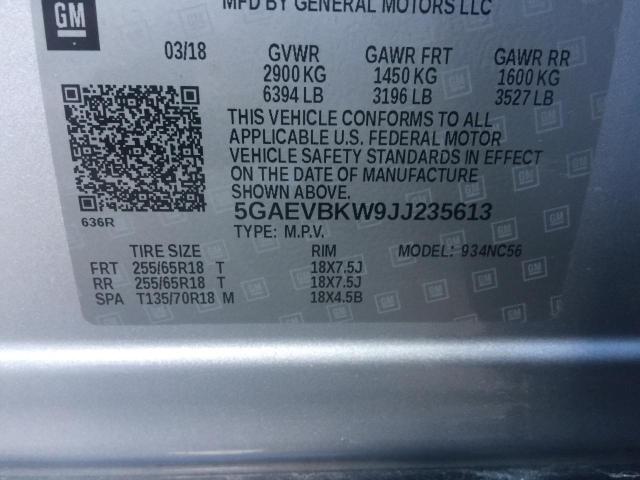 MFD BY GENERAL MOTORS LLC
GM
03/18 GVWR GAWR FRT GAWR RR
2900 KG 1450 KG 1600 KG
6394 LB 3196 LB 3527 LB
THIS VEHICLE CONFORMS TO ALL
APPLICABLE U.S. FEDERAL MOTOR
VEHICLE SAFETY STANDARDS IN EFFECT
ON THE DATE OF MANUFACTURE
SHOWN ABOVE.
636R
5GAEVBKW9JJ235613
TYPE: M.P.V. MODEL: 934NC56
TIRE SIZE RIM
FRT 255/65R18 T 18X7.5J
RR 255/65R18 T 18X7.5J
SPA T135/70R18 M 18X4.5B